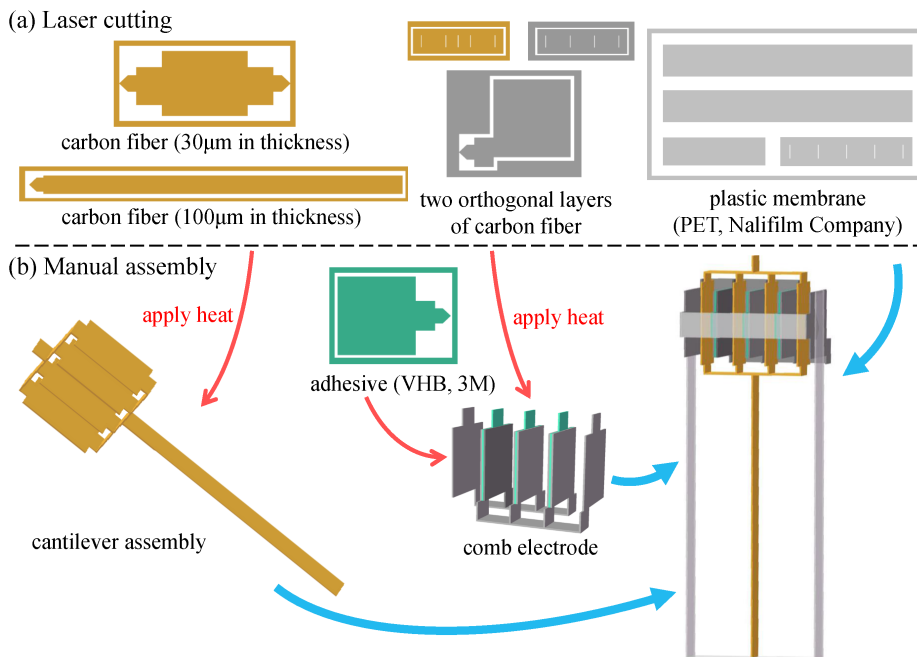 (a) Laser cutting
carbon fiber (30μm in thickness)
carbon fiber (100μm in thickness)
two orthogonal layers
of carbon fiber
plastic membrane
(PET, Nalifilm Company)
(b) Manual assembly
apply heat
adhesive (VHB, 3M)
apply heat
cantilever assembly
comb electrode